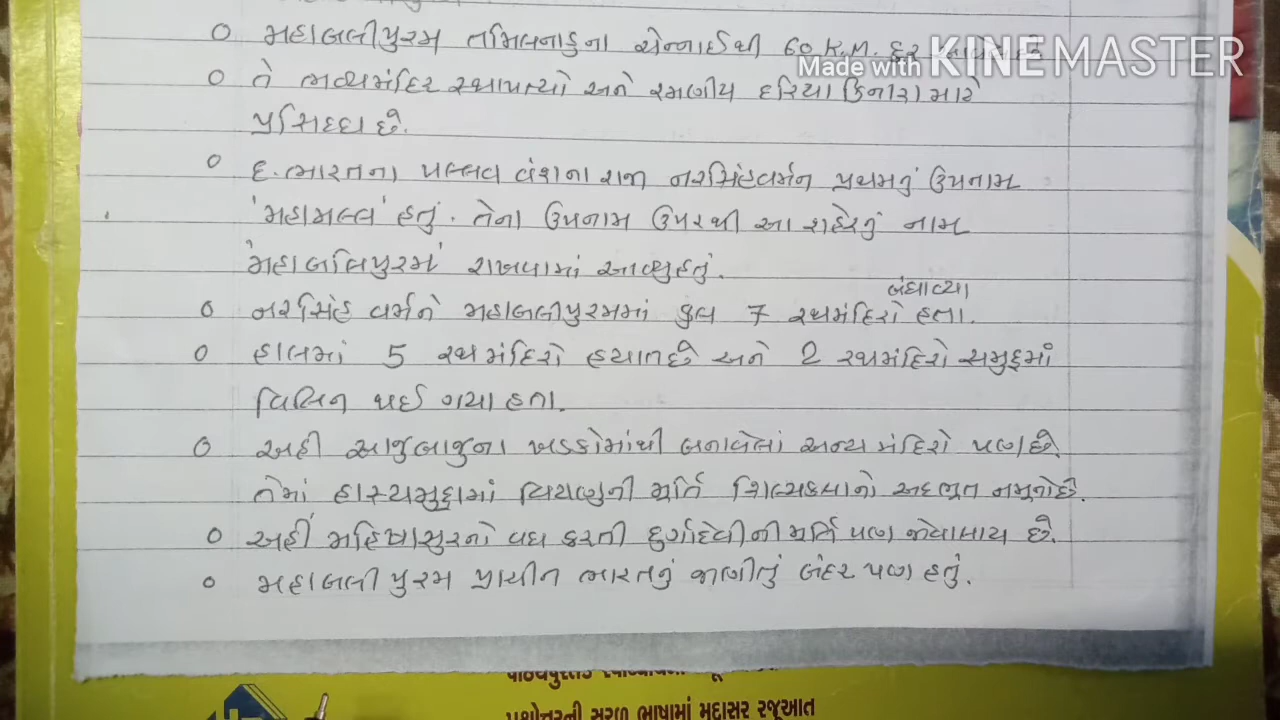 ○ મહાબલીપુરમ તમિલનાડુના ચેન્નાઈથી 60 K.M. દુર
Made with KINEMASTER
○ તે ભવ્યમંદિર સ્થાપત્યો અને રમણીય દરિયા કિનારા માટે
પ્રસિધ્ધ છે.
○ દ. ભારતના પલ્લવ વંશના રાજા નરસિંહવર્મન પ્રથમનું ઉપનામ
'મહામલ્લ' હતું. તેના ઉપનામ ઉપરથી આ શહેરનું નામ
'મહાબલિપુરમ' રાખવામાં આવ્યુહતું.
બંધાવ્યા
○ નરસિંહ વર્મને મહાબલીપુરમમાં કુલ 7 રથમંદિરો હતા.
○ હાલમાં 5 રથમંદિરો હયાત છે અને 2 રથમંદિરો સમુદ્રમાં
વિલિન થઈ ગયા હતા.
○ અહીં આજુબાજુના ખડકોમાંથી બનાવેલાં અન્ય મંદિરો પણ છે.
તેમાં હાસ્યમુદ્રામાં વિષ્ણુની મૂર્તિ શિલ્પકલાનો અદભૂત નમૂનો છે.
○ અહીં મહિષાસુરનો વધ કરતી દુર્ગાદેવીની મૂર્તિ પણ જોવાલાયક છે.
○ મહાબલીપુરમ પ્રાચીન ભારતનું જાણીતું બંદર પણ હતું.
પ્રશ્નોત્તરની સરળ ભાષામાં મુદ્દાસર રજૂઆત